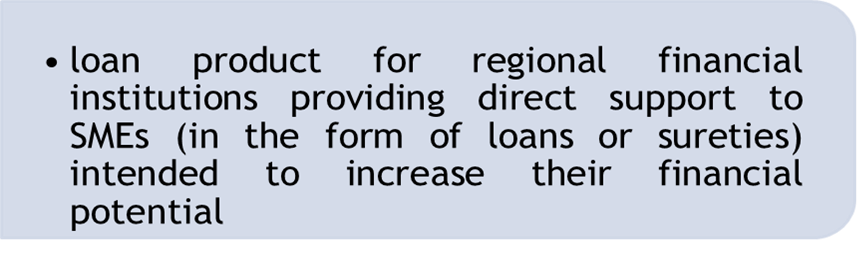 • loan product for regional financial
institutions providing direct support to
SMEs (in the form of loans or sureties)
intended to increase their financial
potential